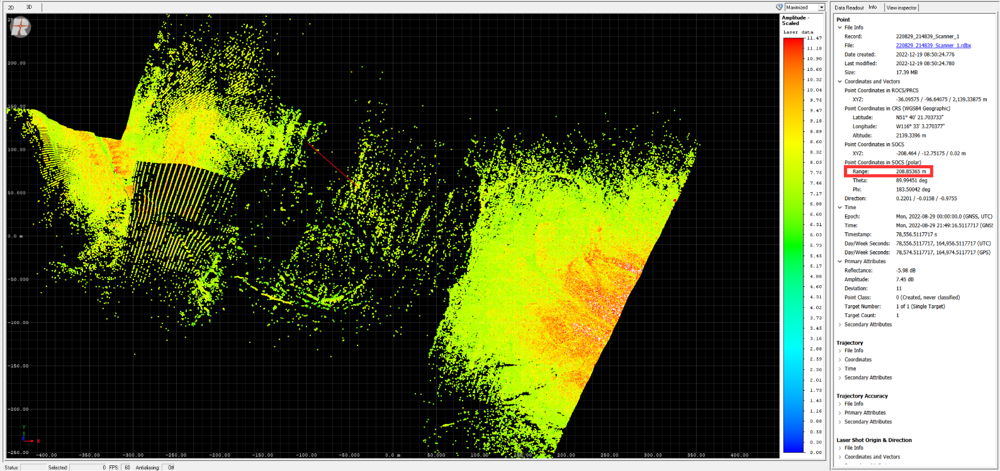 2D 3D
Maximized
Amplitude -
Scaled
Laser data
11.47
11.18
10.90
10.60
10.32
10.04
9.75
9.47
9.18
8.89
8.60
8.32
8.03
7.75
7.46
7.17
6.88
6.60
6.31
6.03
5.73
5.45
5.17
4.88
4.60
4.31
4.02
3.73
3.45
3.16
2.88
2.59
2.30
2.01
1.73
1.45
1.16
0.88
0.58
0.30
0.00
200.00
150.00
100.00
50.000
0.0 m
-50.000
-100.00
-150.00
-200.00
-250.00
Y
X
-400.00 -350.00 -300.00 -250.00 -200.00 -150.00 -100.00 -50.000 0.0 m 50.000 100.00 150.00 200.00 250.00 300.00 350.00 400.00
Status: Selected: 0 FPS: 60 Antialiasing: Off
Data Readout Info View inspector
Point
File Info
Record: 220829_214839_Scanner_1
File: 220829_214839_Scanner_1.rdbx
Date created: 2022-12-19 08:50:24.776
Last modified: 2022-12-19 08:50:24.780
Size: 17.39 MB
Coordinates and Vectors
Point Coordinates in ROCS/PRCS
XYZ: -36.09575 / -96.64075 / 2,139.33875 m
Point Coordinates in CRS (WGS84 Geographic)
Latitude: N51° 40' 21.703733"
Longitude: W116° 33' 3.270377"
Altitude: 2139.3396 m
Point Coordinates in SOCS
XYZ: -208.464 / -12.75175 / 0.02 m
Point Coordinates in SOCS (polar)
Range: 208.85365 m
Theta: 89.99451 deg
Phi: 183.50042 deg
Direction: 0.2201 / -0.0158 / -0.9755
Time
Epoch: Mon, 2022-08-29 00:00:00.0 (GNSS, UTC)
Time: Mon, 2022-08-29 21:49:16.5117717 (GNS
Timestamp: 78,556.5117717 s
Day/Week Seconds: 78,556.5117717, 164,956.5117717 (UTC)
Day/Week Seconds: 78,574.5117717, 164,974.5117717 (GPS)
Primary Attributes
Reflectance: -5.98 dB
Amplitude: 7.45 dB
Deviation: 11
Point Class: 0 (Created, never classified)
Target Number: 1 of 1 (Single Target)
Target Count: 1
Secondary Attributes
Trajectory
File Info
Coordinates
Time
Secondary Attributes
Trajectory Accuracy
File Info
Primary Attributes
Secondary Attributes
Laser Shot Origin & Direction
File Info
Coordinates and Vectors